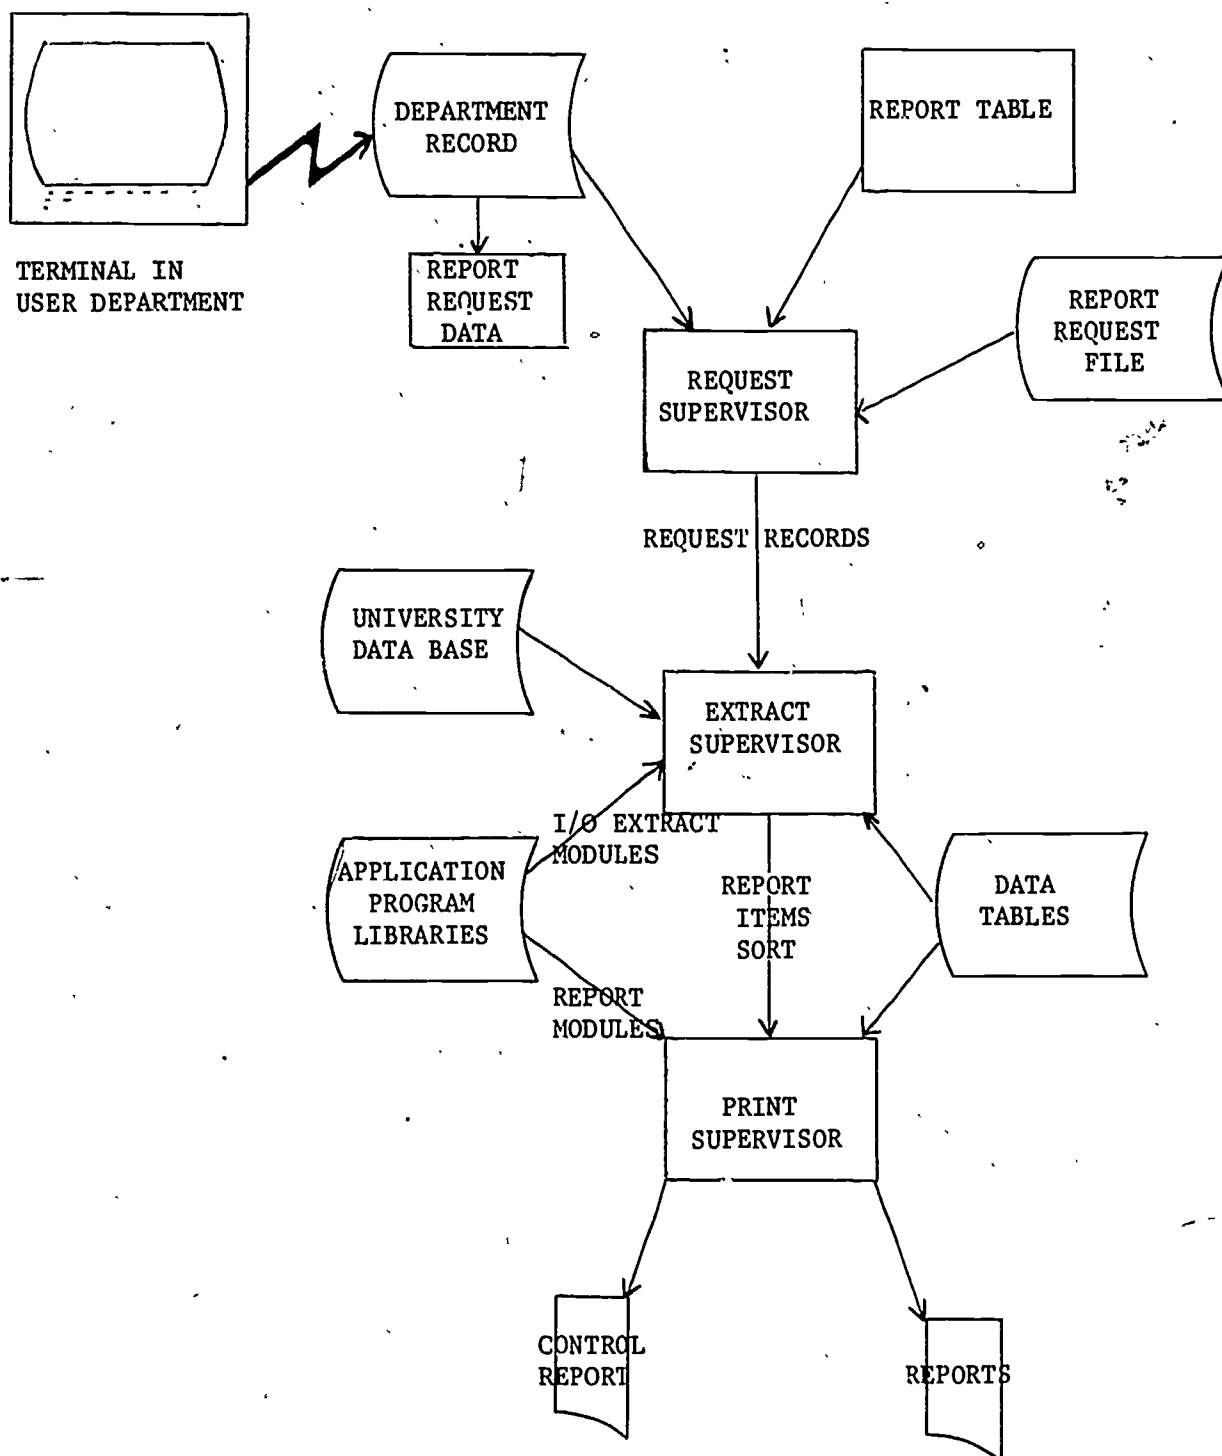 DEPARTMENT
RECORD
REPORT TABLE
TERMINAL IN
USER DEPARTMENT
REPORT
REQUEST
DATA
REPORT
REQUEST
FILE
REQUEST
SUPERVISOR
REQUEST RECORDS
UNIVERSITY
DATA BASE
EXTRACT
SUPERVISOR
I/O EXTRACT
MODULES
APPLICATION
PROGRAM
LIBRARIES
REPORT
ITEMS
SORT
DATA
TABLES
REPORT
MODULES
PRINT
SUPERVISOR
CONTROL
REPORT
REPORTS